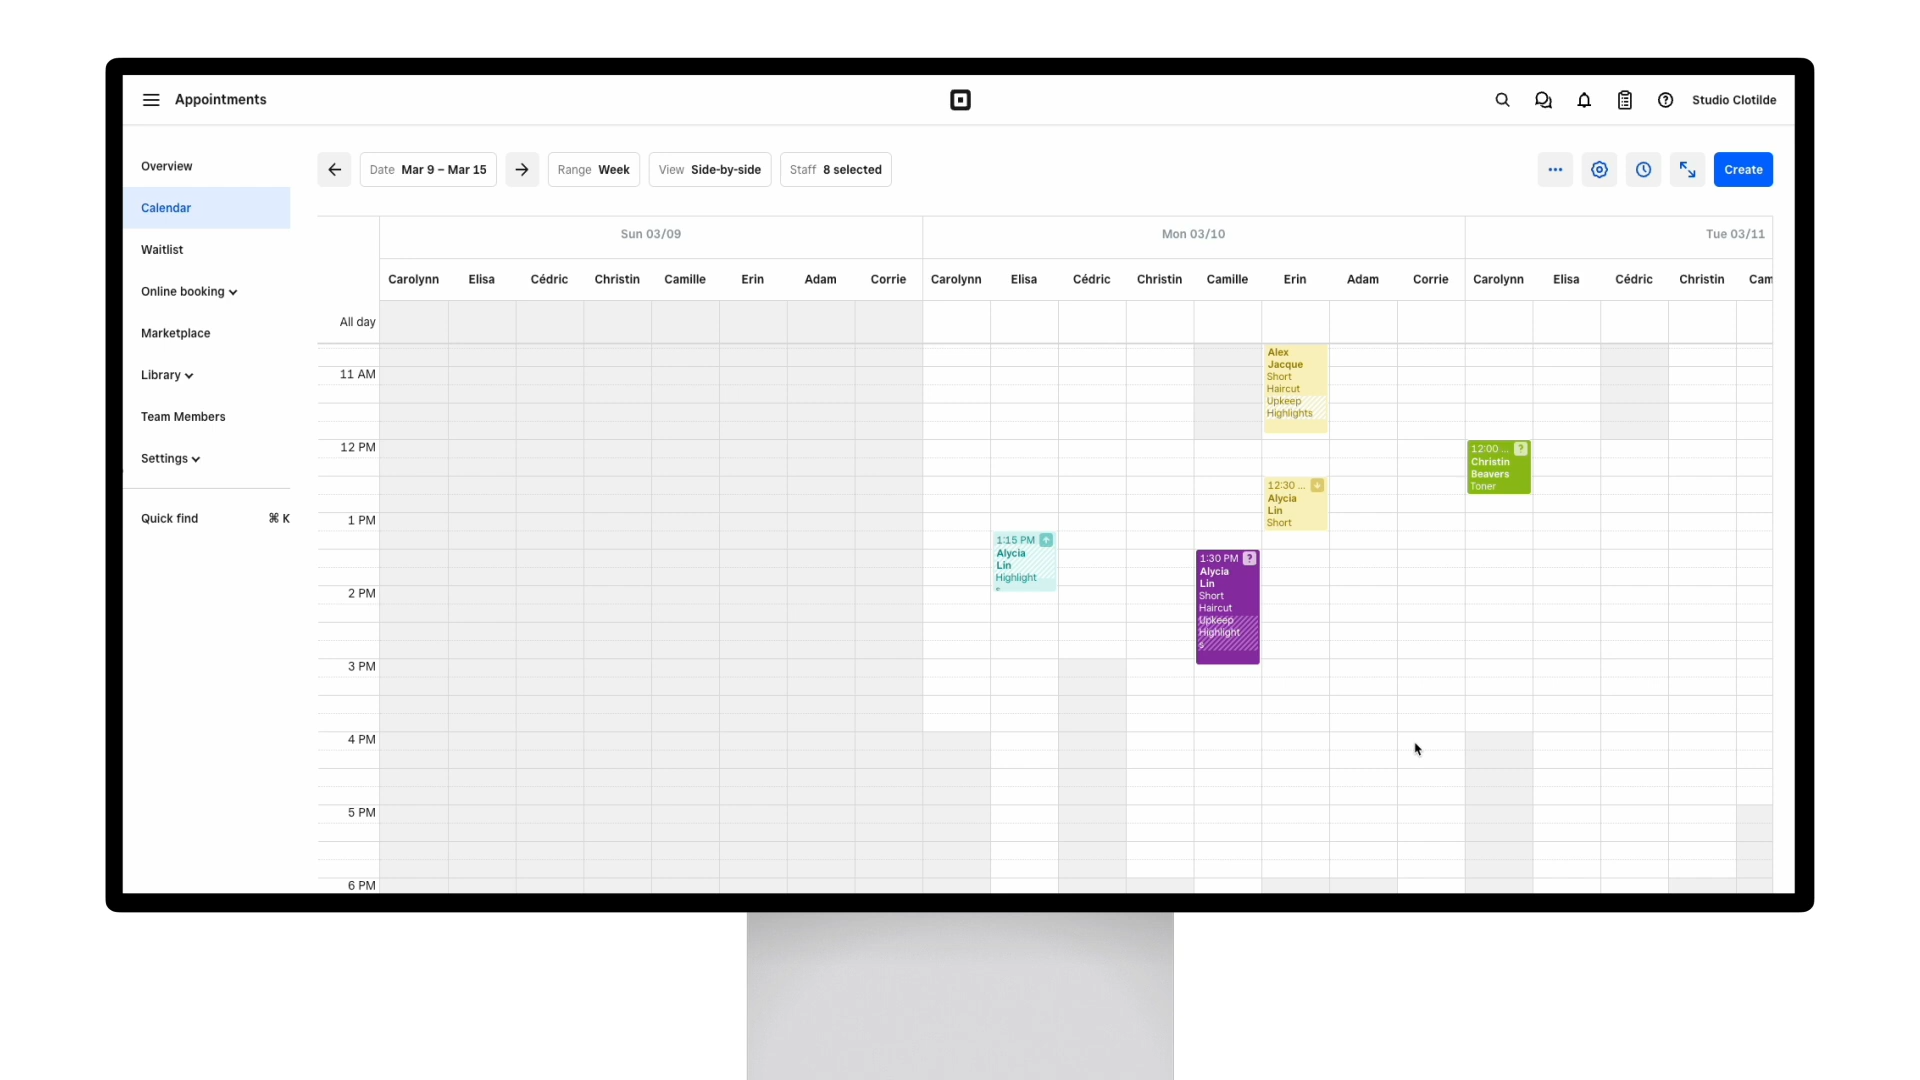 Appointments
Studio Clotilde
Overview
Calendar
Waitlist
Online booking
Marketplace
Library
Team Members
Settings
Quick find ⌘ K
Date Mar 9 – Mar 15
Range Week
View Side-by-side
Staff 8 selected
Create
Sun 03/09 Mon 03/10 Tue 03/11
Carolynn Elisa Cédric Christin Camille Erin Adam Corrie Carolynn Elisa Cédric Christin Camille Erin Adam Corrie Carolynn Elisa Cédric Christin Cam
All day
11 AM
12 PM
1 PM
2 PM
3 PM
4 PM
5 PM
6 PM
1:15 PM
Alycia
Lin
Highlight
1:30 PM ?
Alycia
Lin
Short
Haircut
Upkeep
Highlight
s
Alex
Jacque
Short
Haircut
Upkeep
Highlights
12:30 ...
Alycia
Lin
Short
12:00 ... ?
Christin
Beavers
Toner